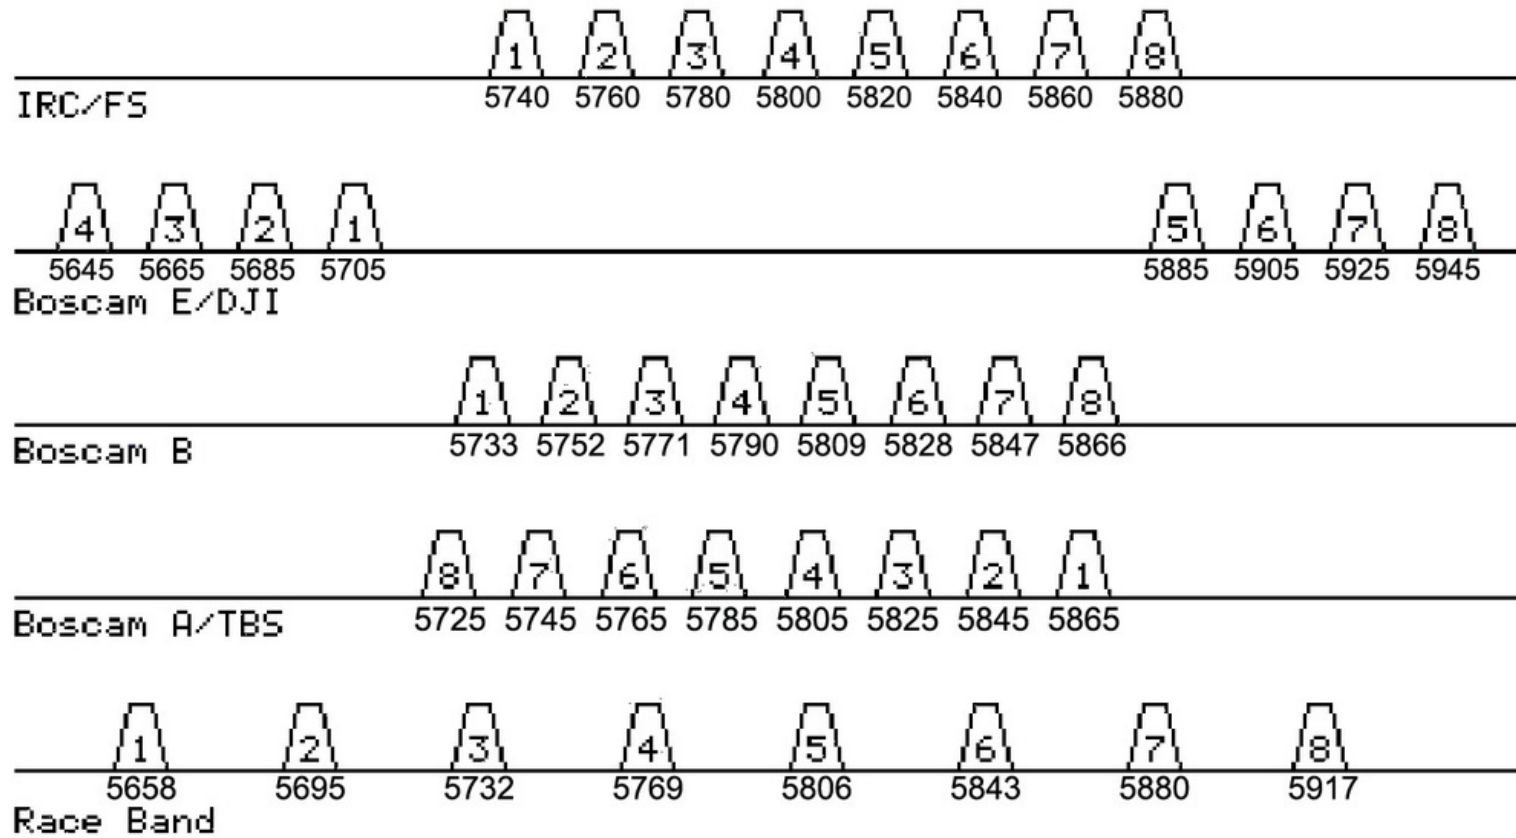 1 2 3 4 5 6 7 8
5740 5760 5780 5800 5820 5840 5860 5880
IRC/FS
4 3 2 1 5 6 7 8
5645 5665 5685 5705 5885 5905 5925 5945
Boscam E/DJI
1 2 3 4 5 6 7 8
5733 5752 5771 5790 5809 5828 5847 5866
Boscam B
8 7 6 5 4 3 2 1
5725 5745 5765 5785 5805 5825 5845 5865
Boscam A/TBS
1 2 3 4 5 6 7 8
5658 5695 5732 5769 5806 5843 5880 5917
Race Band